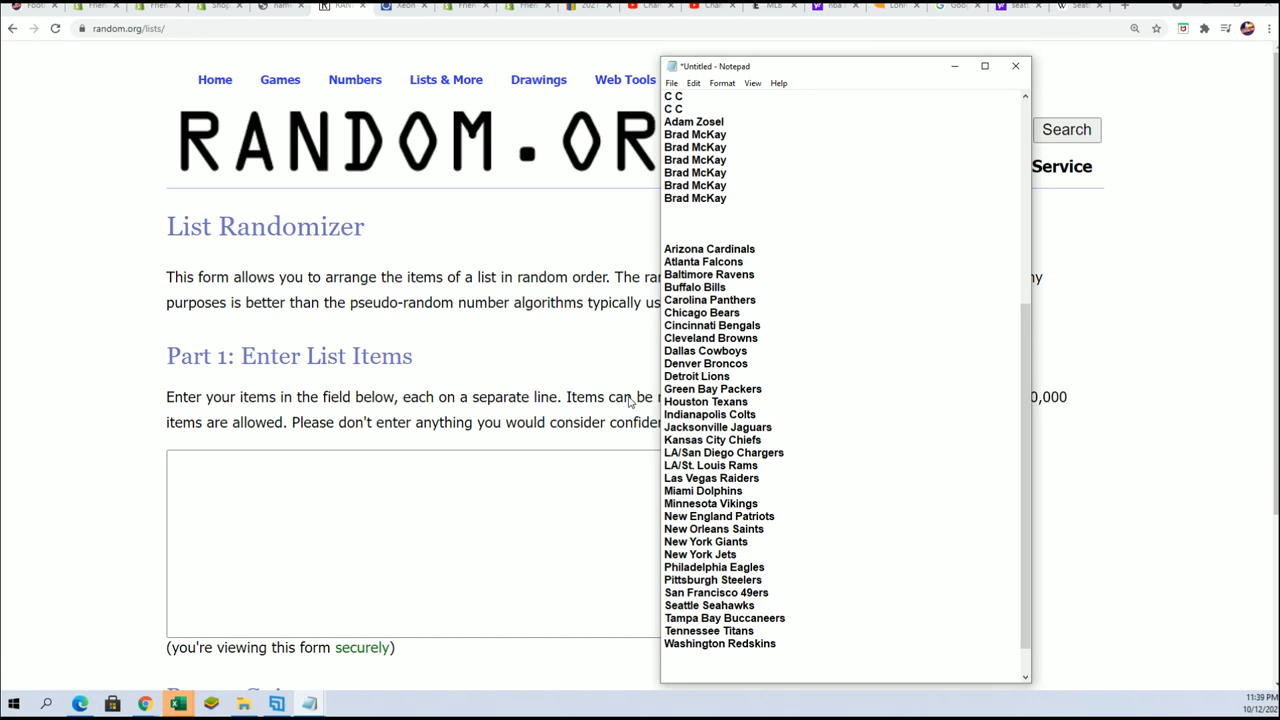 random.org/lists/
Home Games Numbers Lists & More Drawings Web Tools
RANDOM.OR
Search
Service
List Randomizer
This form allows you to arrange the items of a list in random order. The ra
purposes is better than the pseudo-random number algorithms typically us
Part 1: Enter List Items
Enter your items in the field below, each on a separate line. Items can be
0,000
items are allowed. Please don't enter anything you would consider confide
(you're viewing this form securely)
*Untitled - Notepad
File Edit Format View Help
C C
C C
Adam Zosel
Brad McKay
Brad McKay
Brad McKay
Brad McKay
Brad McKay
Brad McKay
Arizona Cardinals
Atlanta Falcons
Baltimore Ravens
Buffalo Bills
Carolina Panthers
Chicago Bears
Cincinnati Bengals
Cleveland Browns
Dallas Cowboys
Denver Broncos
Detroit Lions
Green Bay Packers
Houston Texans
Indianapolis Colts
Jacksonville Jaguars
Kansas City Chiefs
LA/San Diego Chargers
LA/St. Louis Rams
Las Vegas Raiders
Miami Dolphins
Minnesota Vikings
New England Patriots
New Orleans Saints
New York Giants
New York Jets
Philadelphia Eagles
Pittsburgh Steelers
San Francisco 49ers
Seattle Seahawks
Tampa Bay Buccaneers
Tennessee Titans
Washington Redskins
11:39 PM
10/12/202